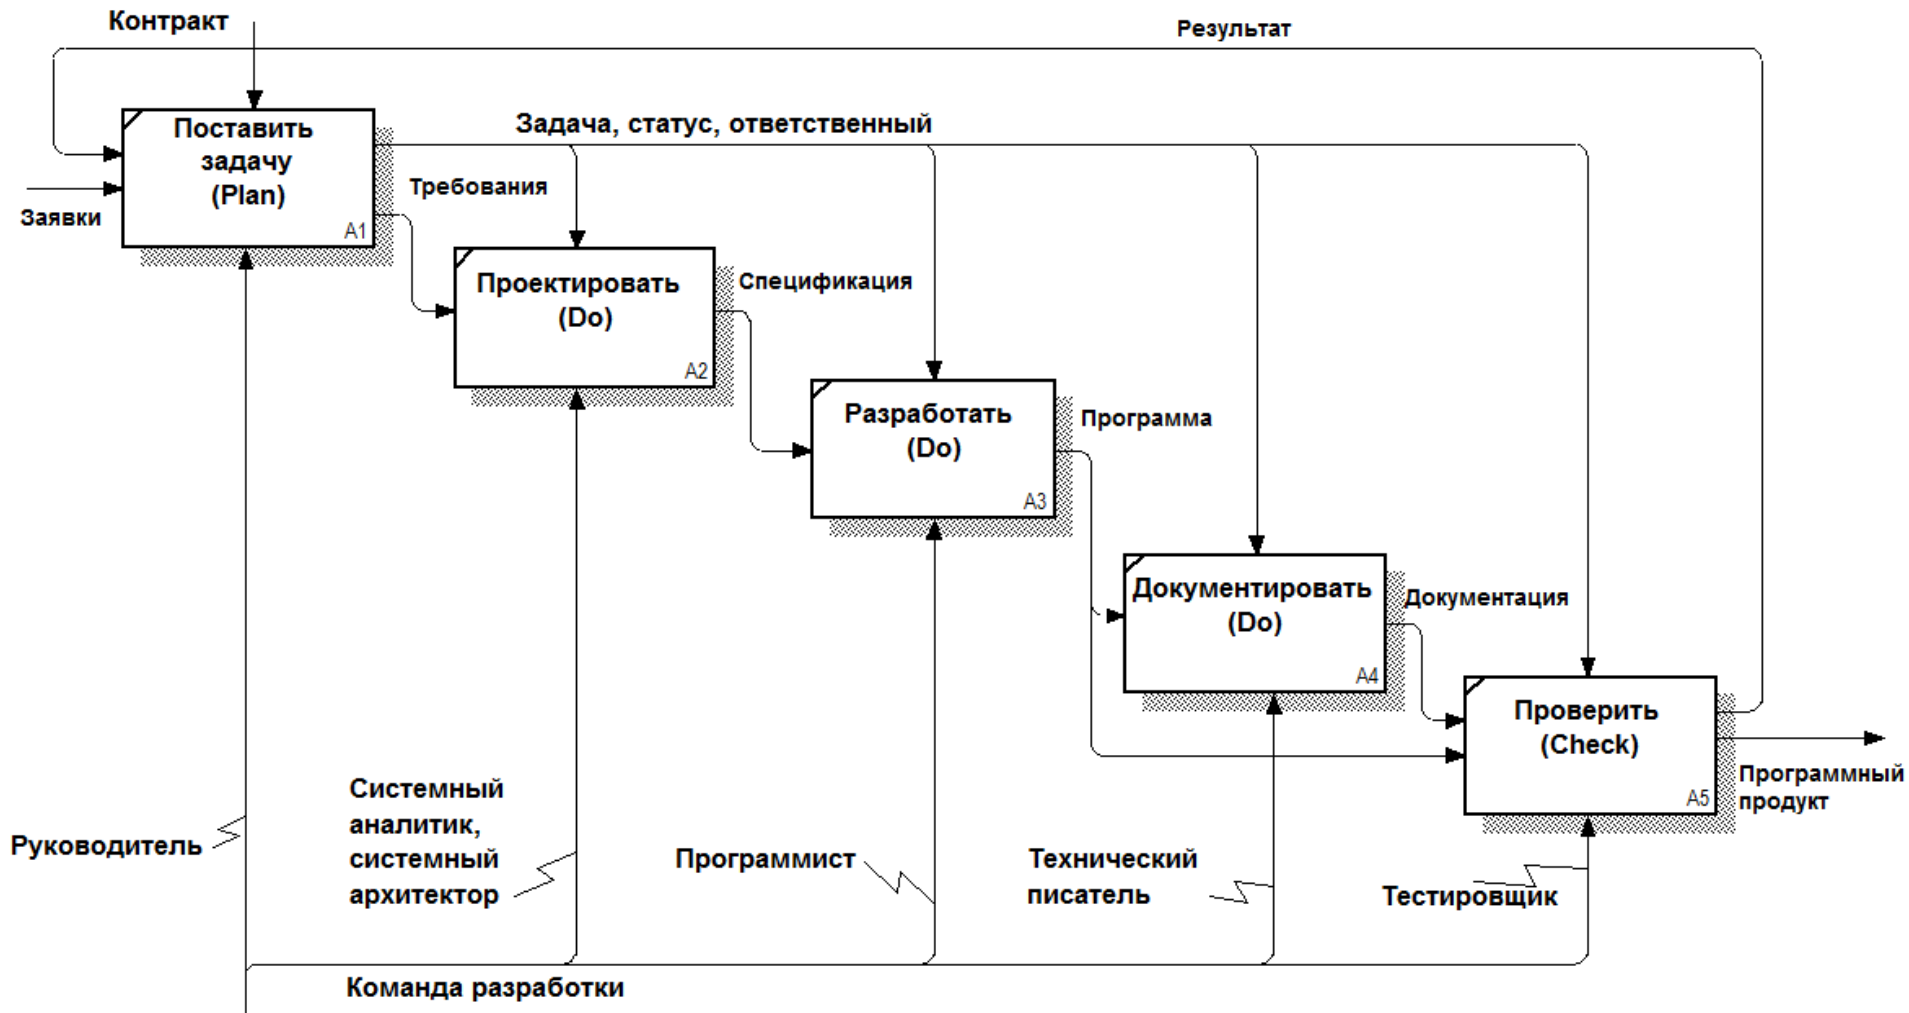 Контракт
Результат
Поставить
задачу
(Plan)
A1
Задача, статус, ответственный
Заявки
Требования
Проектировать
(Do)
A2
Спецификация
Разработать
(Do)
A3
Программа
Документировать
(Do)
A4
Документация
Проверить
(Check)
A5
Программный
продукт
Руководитель
Системный
аналитик,
системный
архитектор
Программист
Технический
писатель
Тестировщик
Команда разработки